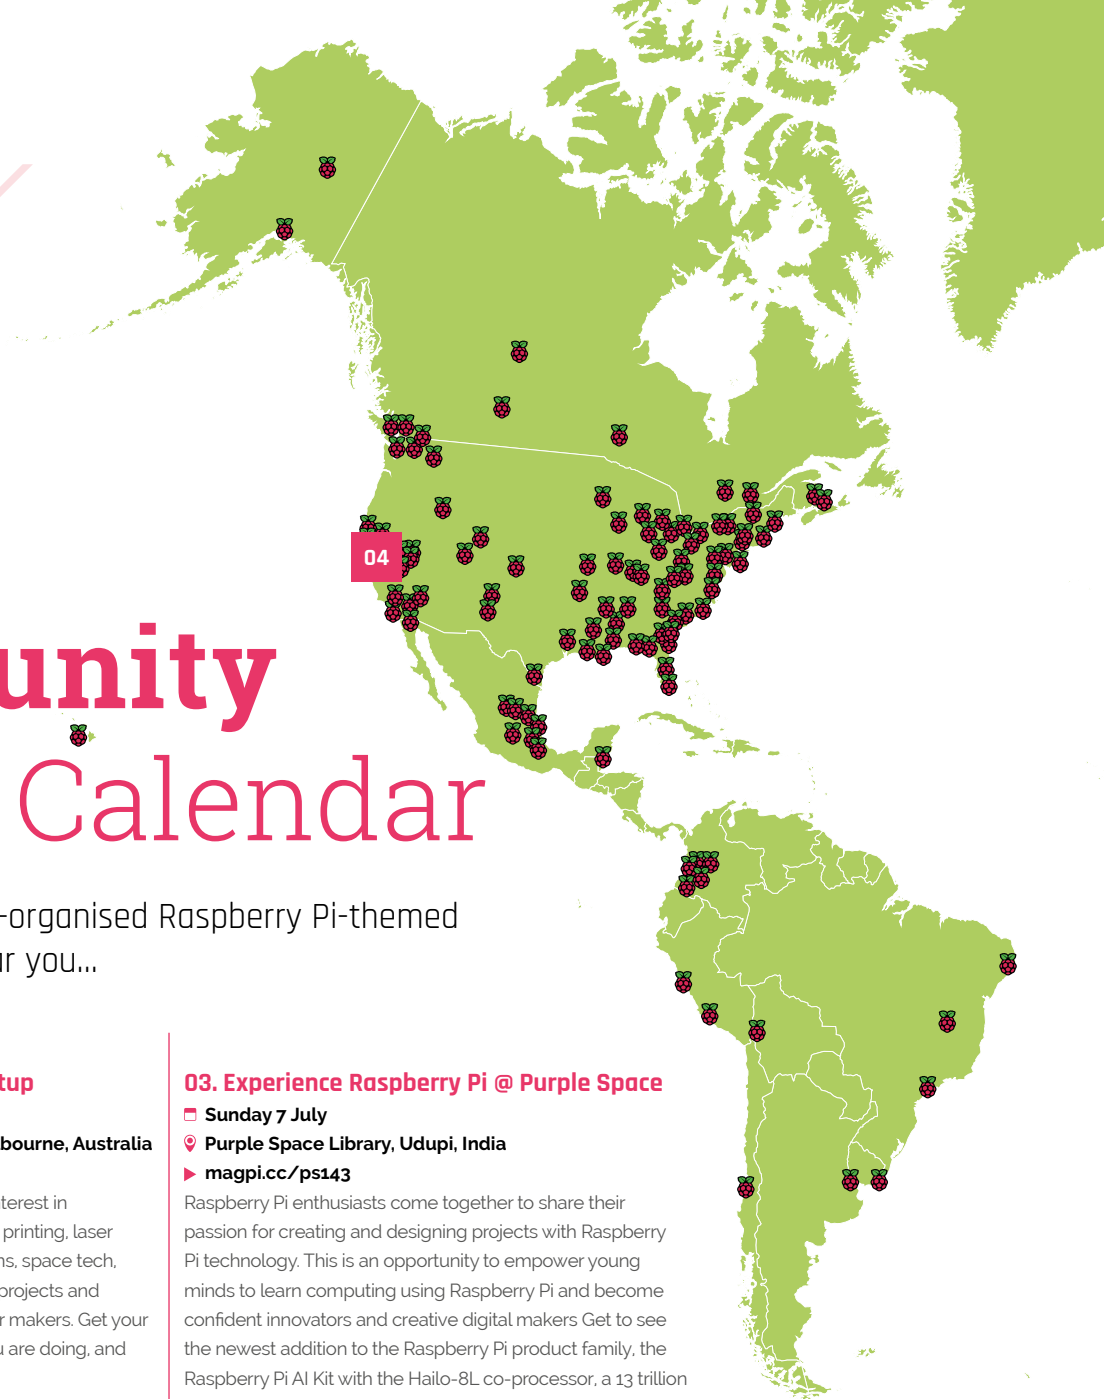 04
unity
Calendar
-organised Raspberry Pi-themed
ur you...
tup
bourne, Australia
terest in
printing, laser
ns, space tech,
projects and
r makers. Get your
u are doing, and
03. Experience Raspberry Pi @ Purple Space
Sunday 7 July
Purple Space Library, Udupi, India
magpi.cc/ps143
Raspberry Pi enthusiasts come together to share their
passion for creating and designing projects with Raspberry
Pi technology. This is an opportunity to empower young
minds to learn computing using Raspberry Pi and become
confident innovators and creative digital makers Get to see
the newest addition to the Raspberry Pi product family, the
Raspberry Pi AI Kit with the Hailo-8L co-processor, a 13 trillion